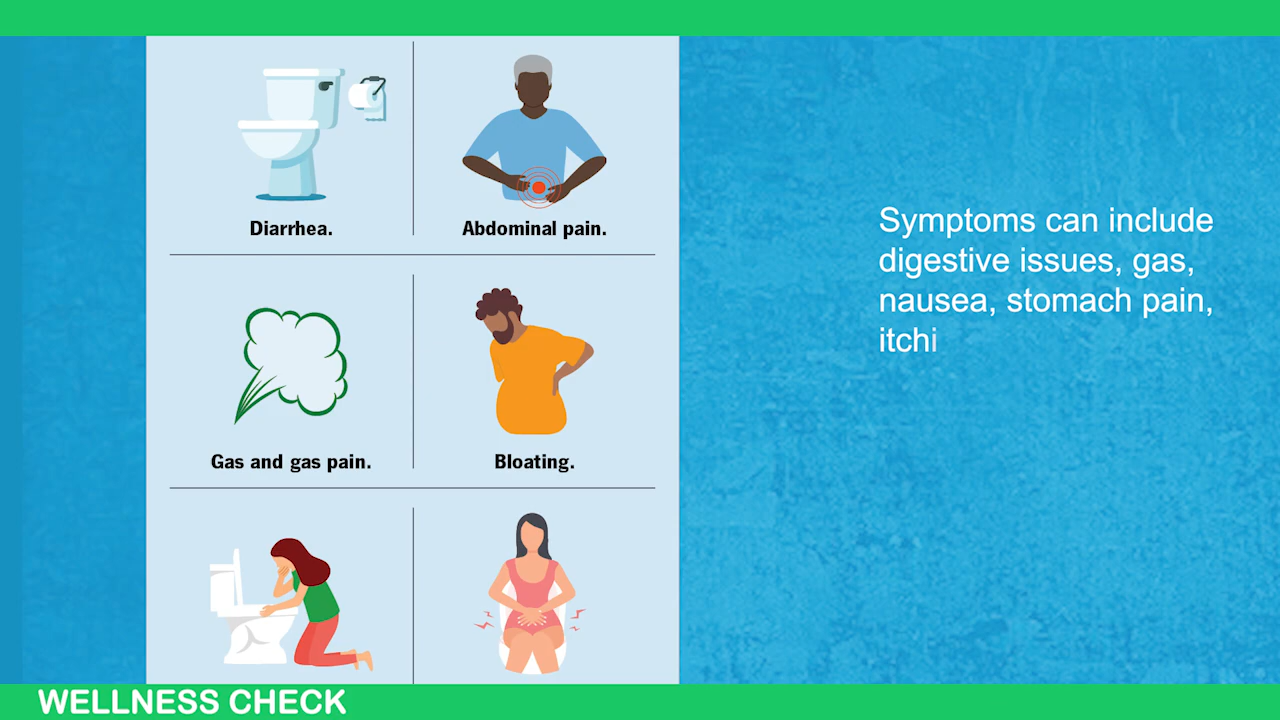 Diarrhea.
Abdominal pain.
Gas and gas pain.
Bloating.
Symptoms can include
digestive issues, gas,
nausea, stomach pain,
itchi
WELLNESS CHECK